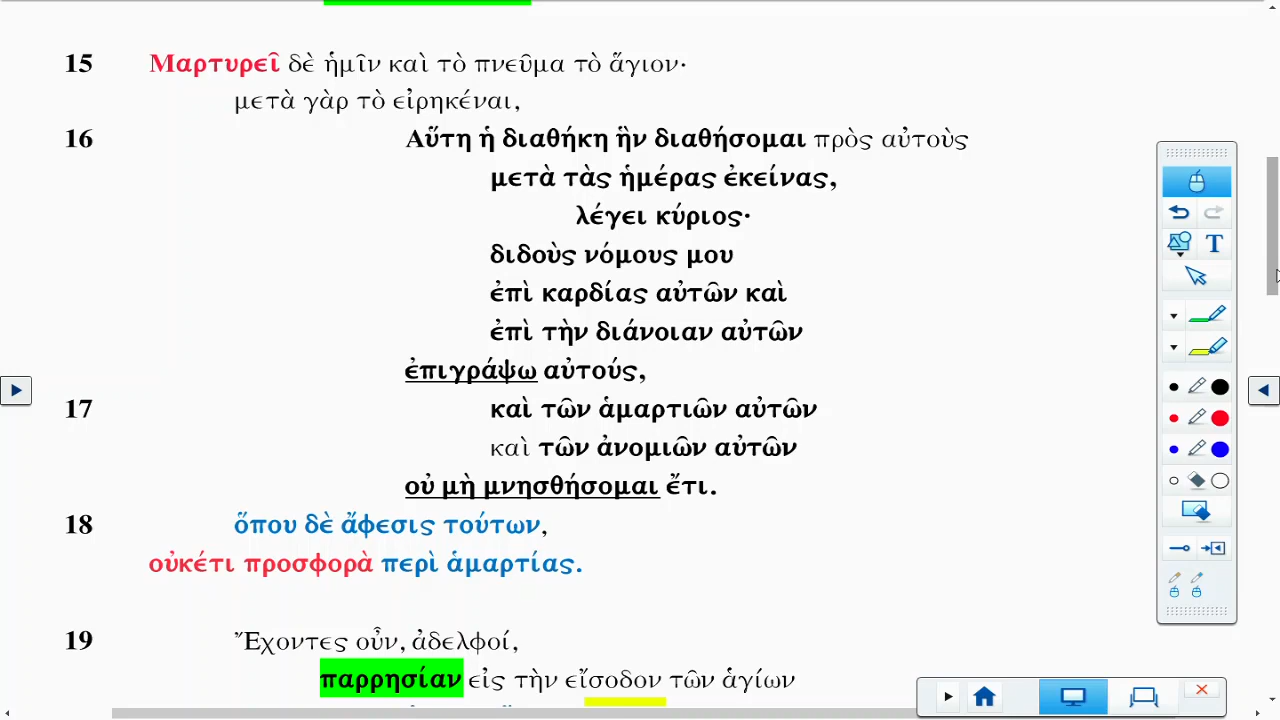 15 Μαρτυρεῖ δὲ ἡμῖν καὶ τὸ πνεῦμα τὸ ἅγιον·
μετὰ γὰρ τὸ εἰρηκέναι,
16 Αὕτη ἡ διαθήκη ἣν διαθήσομαι πρὸς αὐτοὺς
μετὰ τὰς ἡμέρας ἐκείνας,
λέγει κύριος·
διδοὺς νόμους μου
ἐπὶ καρδίας αὐτῶν καὶ
ἐπὶ τὴν διάνοιαν αὐτῶν
ἐπιγράψω αὐτούς,
17 καὶ τῶν ἁμαρτιῶν αὐτῶν
καὶ τῶν ἀνομιῶν αὐτῶν
οὐ μὴ μνησθήσομαι ἔτι.
18 ὅπου δὲ ἄφεσις τούτων,
οὐκέτι προσφορὰ περὶ ἁμαρτίας.
19 Ἔχοντες οὖν, ἀδελφοί,
παρρησίαν εἰς τὴν εἴσοδον τῶν ἁγίων
T